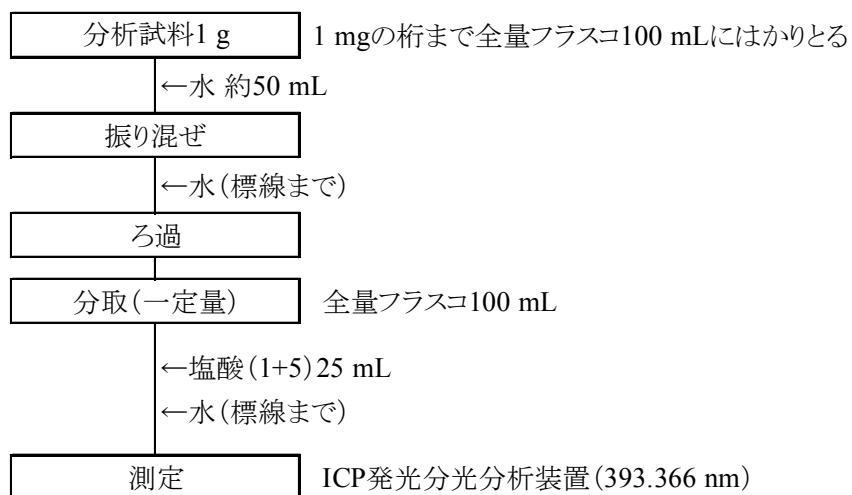 分析試料1 g 1 mgの桁まで全量フラスコ100 mLにはかりとる
←水 約50 mL
振り混ぜ
←水(標線まで)
ろ過
分取(一定量) 全量フラスコ100 mL
←塩酸(1+5)25 mL
←水(標線まで)
測定 ICP発光分光分析装置(393.366 nm)